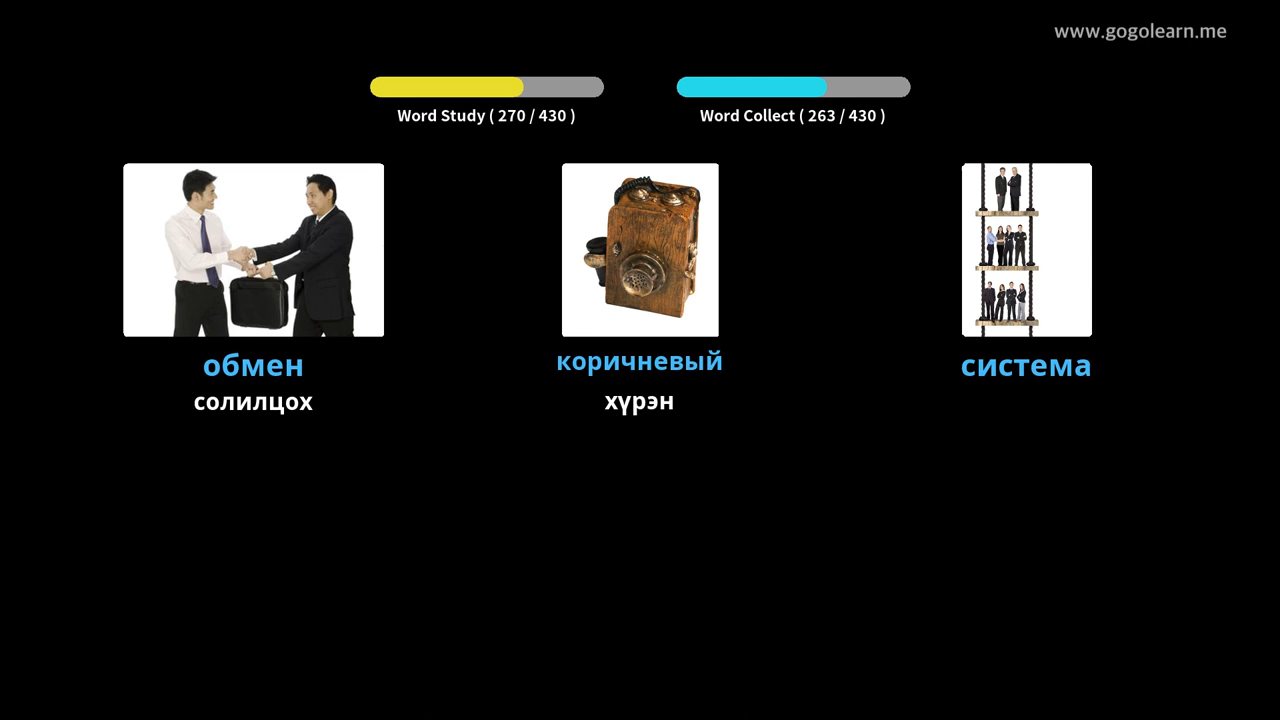 www.gogolearn.me
Word Study ( 270 / 430 )
Word Collect ( 263 / 430 )
обмен
коричневый
система
солилцох
хүрэн